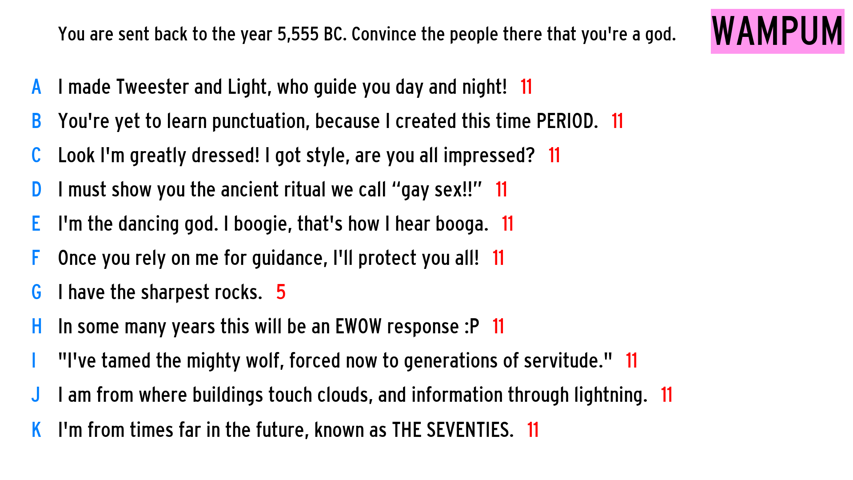 You are sent back to the year 5,555 BC. Convince the people there that you're a god. WAMPUM
A I made Tweester and Light, who guide you day and night! 11
B You're yet to learn punctuation, because I created this time PERIOD. 11
C Look I'm greatly dressed! I got style, are you all impressed? 11
D I must show you the ancient ritual we call “gay sex!!” 11
E I'm the dancing god. I boogie, that's how I hear booga. 11
F Once you rely on me for guidance, I'll protect you all! 11
G I have the sharpest rocks. 5
H In some many years this will be an EWOW response :P 11
I "I've tamed the mighty wolf, forced now to generations of servitude." 11
J I am from where buildings touch clouds, and information through lightning. 11
K I'm from times far in the future, known as THE SEVENTIES. 11